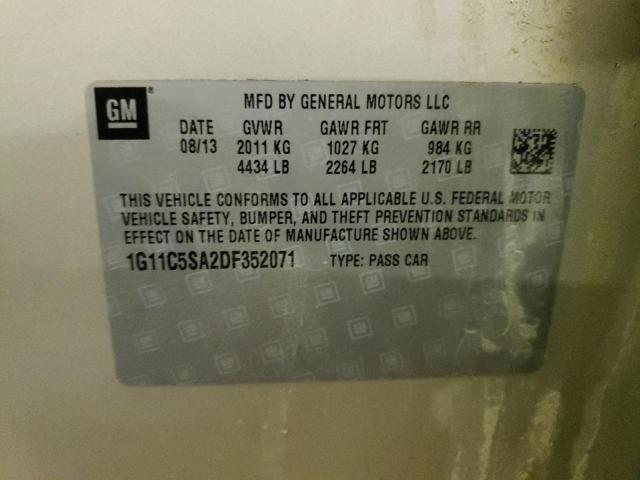 GM
MFD BY GENERAL MOTORS LLC
DATE GVWR GAWR FRT GAWR RR
08/13 2011 KG 1027 KG 984 KG
4434 LB 2264 LB 2170 LB
THIS VEHICLE CONFORMS TO ALL APPLICABLE U.S. FEDERAL MOTOR
VEHICLE SAFETY, BUMPER, AND THEFT PREVENTION STANDARDS IN
EFFECT ON THE DATE OF MANUFACTURE SHOWN ABOVE.
1G11C5SA2DF352071 TYPE: PASS CAR